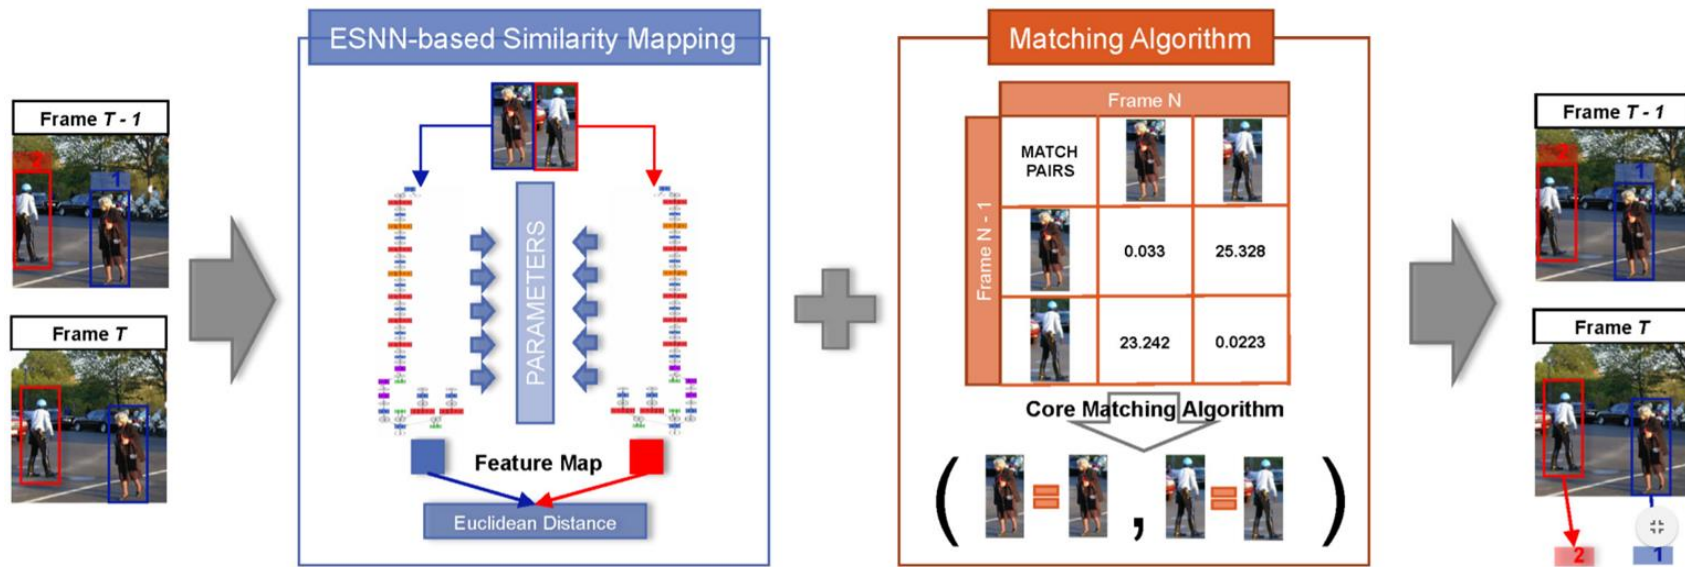 Frame T - 1
2
1
Frame T
ESNN-based Similarity Mapping
PARAMETERS
Feature Map
Euclidean Distance
Matching Algorithm
Frame N
Frame N - 1
MATCH
PAIRS
0.033
25.328
23.242
0.0223
Core Matching Algorithm
( = , = )
Frame T - 1
2
1
Frame T
2
1